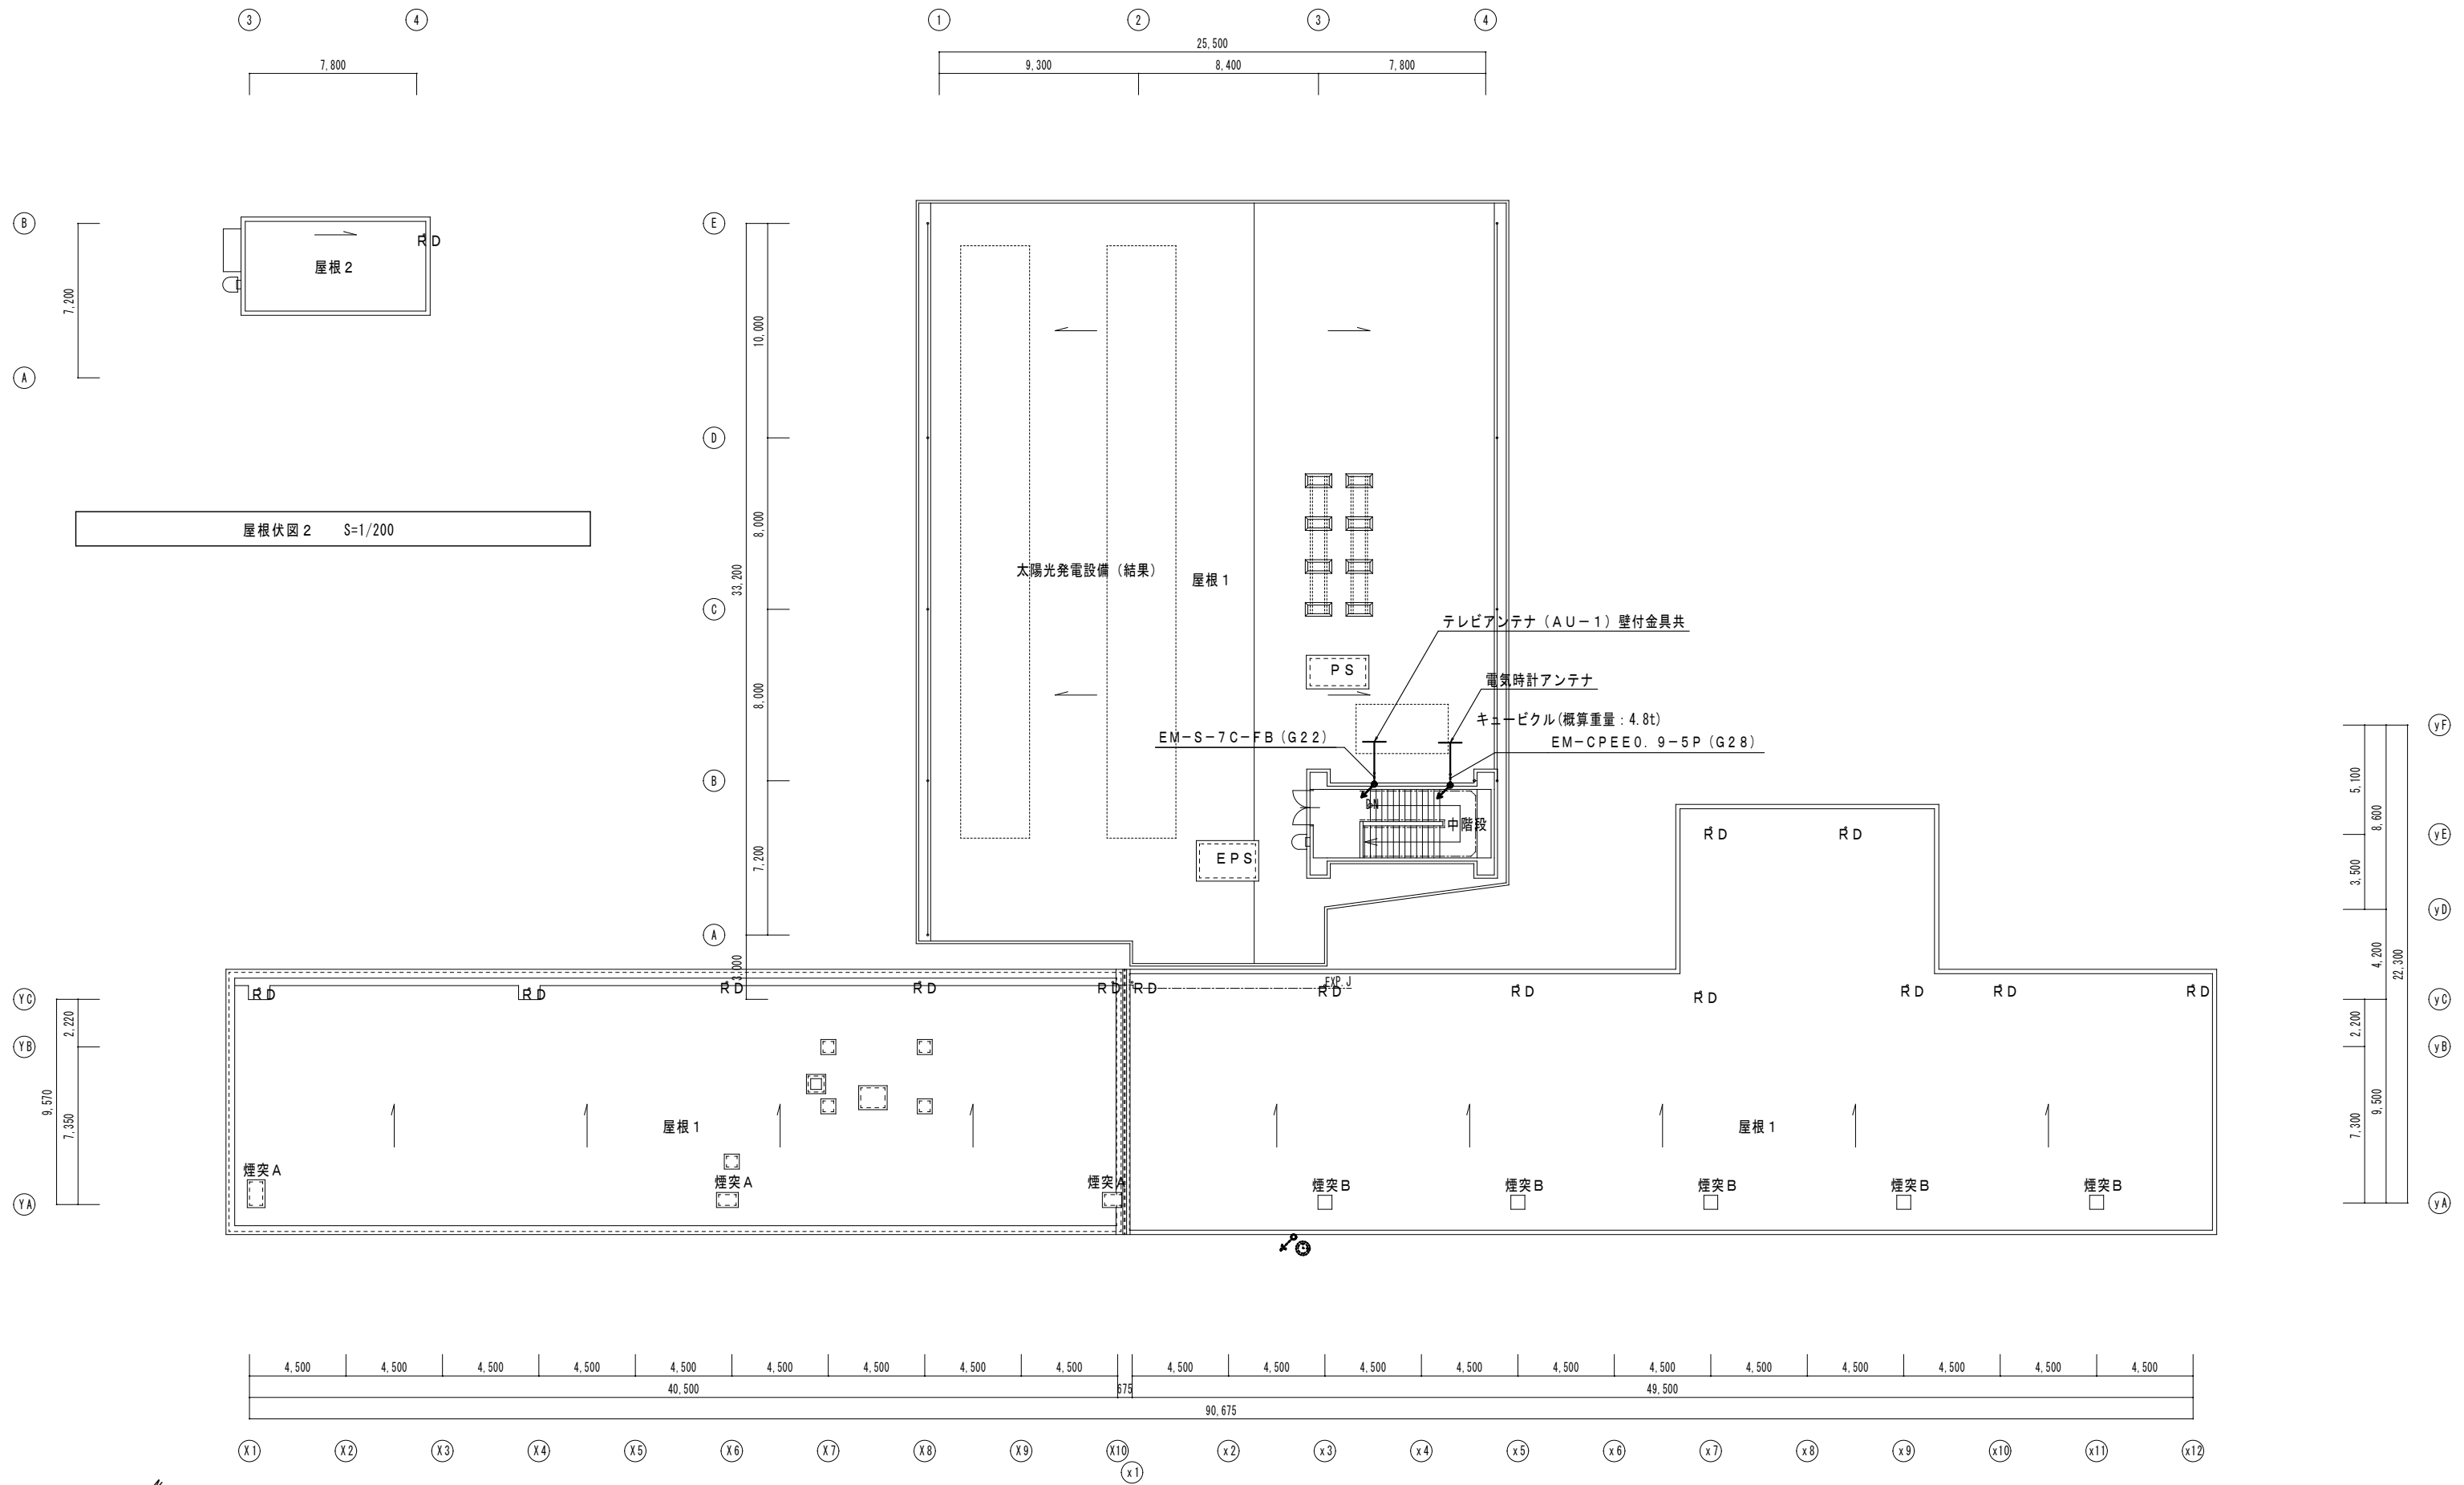 3 4 1 2 3 4
25,500
7,800 9,300 8,400 7,800
B E
RD
屋根2
7,200
10,000
A
D
屋根伏図2 S=1/200
8,000
太陽光発電設備（結果）
屋根1
33,200
C
テレビアンテナ（AU－1）壁付金具共
PS
電気時計アンテナ
8,000
キュービクル(概算重量：4.8t)
EM－S－7C－FB（G22）
EM－CPEE0．9－5P（G28）
yF
B
5,100
DN
中階段
8,600
RD RD
yE
EPS
7,200
3,500
yD
A
4,200
22,300
3,000
EXP.J
RD RD RD RD RD RD RD RD RD RD RD RD
YC yC
2,220 2,200
YB yB
9,570
7,350
屋根1 屋根1
7,300
9,500
煙突A 煙突A 煙突A 煙突B 煙突B 煙突B 煙突B 煙突B
YA yA
4,500 4,500 4,500 4,500 4,500 4,500 4,500 4,500 4,500 4,500 4,500 4,500 4,500 4,500 4,500 4,500 4,500 4,500 4,500 4,500
40,500 675 49,500
90,675
X1 X2 X3 X4 X5 X6 X7 X8 X9 X10 x2 x3 x4 x5 x6 x7 x8 x9 x10 x11 x12
x1